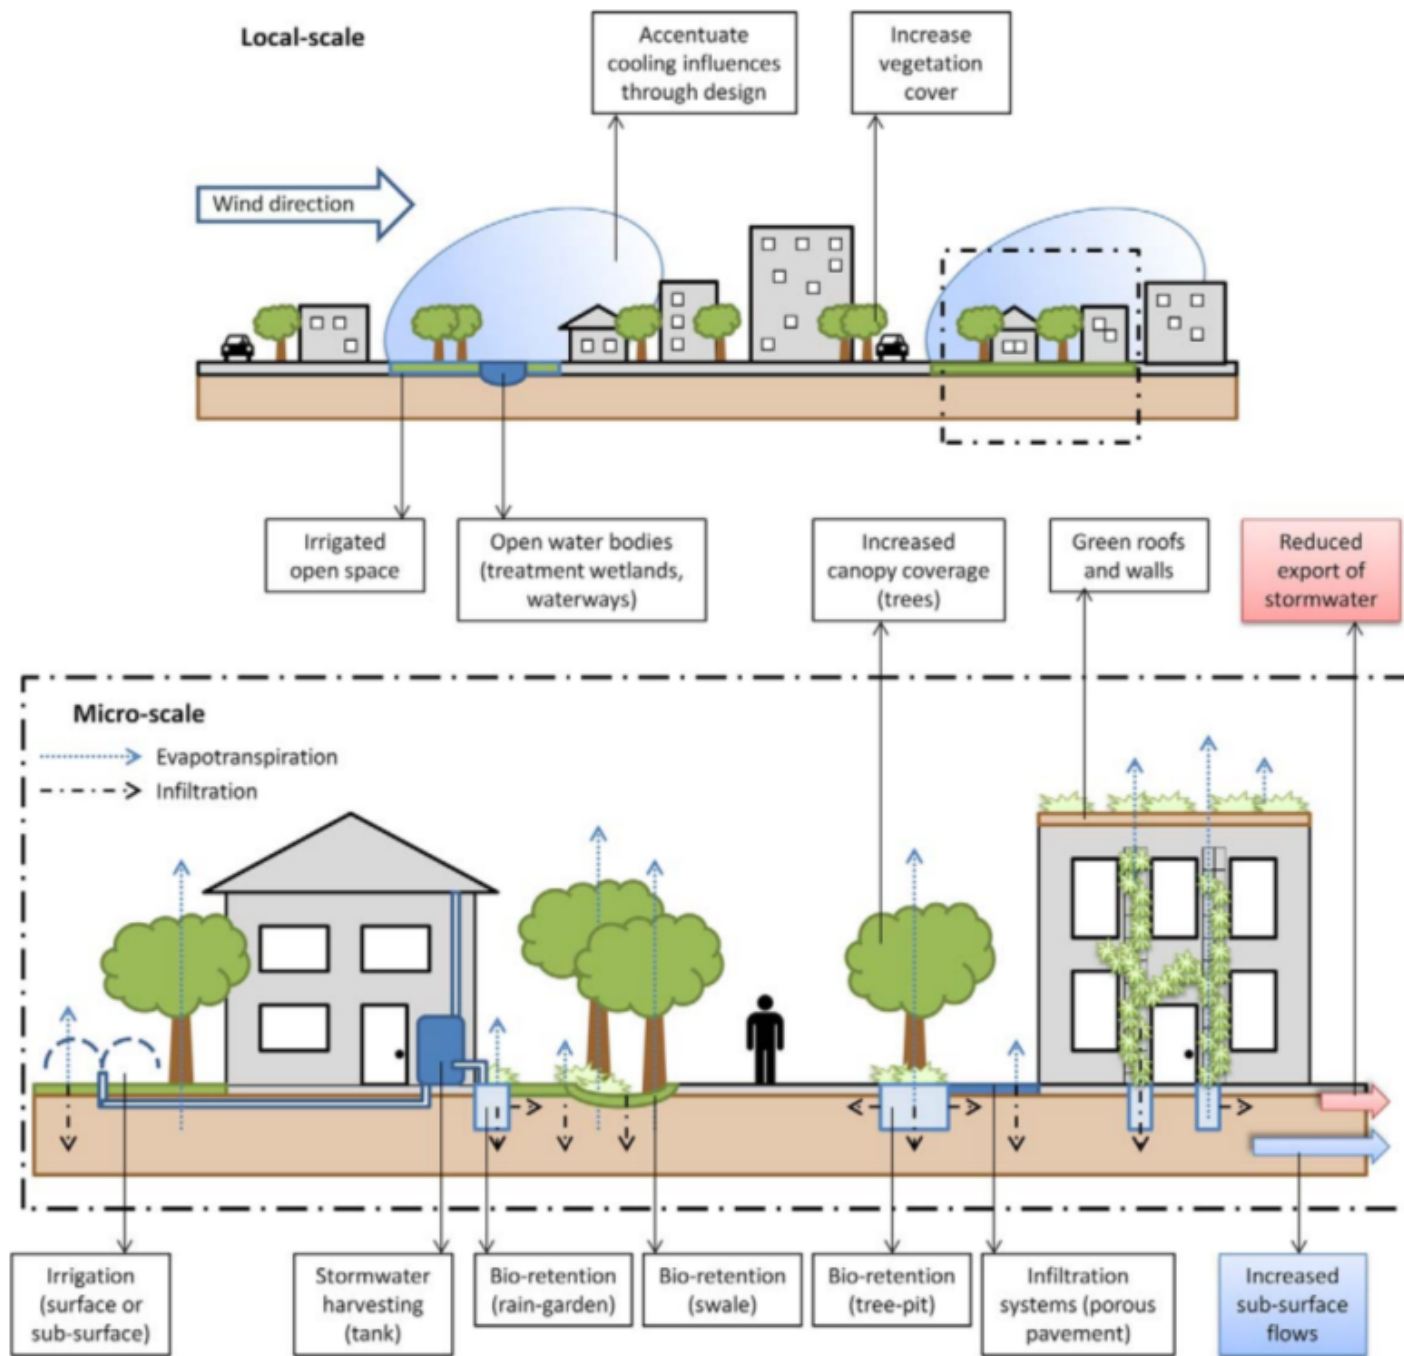 Local-scale
Accentuate
cooling influences
through design
Increase
vegetation
cover
Wind direction
Irrigated
open space
Open water bodies
(treatment wetlands,
waterways)
Increased
canopy coverage
(trees)
Green roofs
and walls
Reduced
export of
stormwater
Micro-scale
Evapotranspiration
Infiltration
Irrigation
(surface or
sub-surface)
Stormwater
harvesting
(tank)
Bio-retention
(rain-garden)
Bio-retention
(swale)
Bio-retention
(tree-pit)
Infiltration
systems (porous
pavement)
Increased
sub-surface
flows